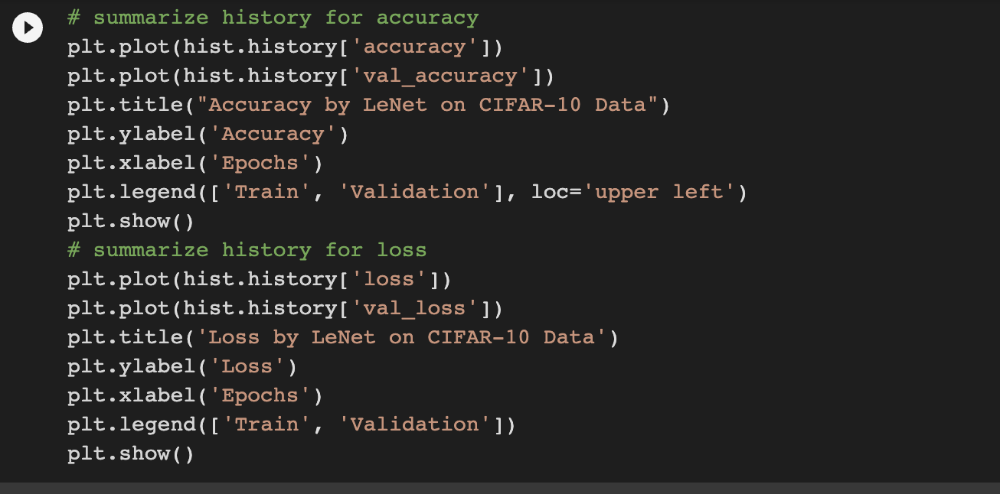 # summarize history for accuracy
plt.plot(hist.history['accuracy'])
plt.plot(hist.history['val_accuracy'])
plt.title("Accuracy by LeNet on CIFAR-10 Data")
plt.ylabel('Accuracy')
plt.xlabel('Epochs')
plt.legend(['Train', 'Validation'], loc='upper left')
plt.show()
# summarize history for loss
plt.plot(hist.history['loss'])
plt.plot(hist.history['val_loss'])
plt.title('Loss by LeNet on CIFAR-10 Data')
plt.ylabel('Loss')
plt.xlabel('Epochs')
plt.legend(['Train', 'Validation'])
plt.show()